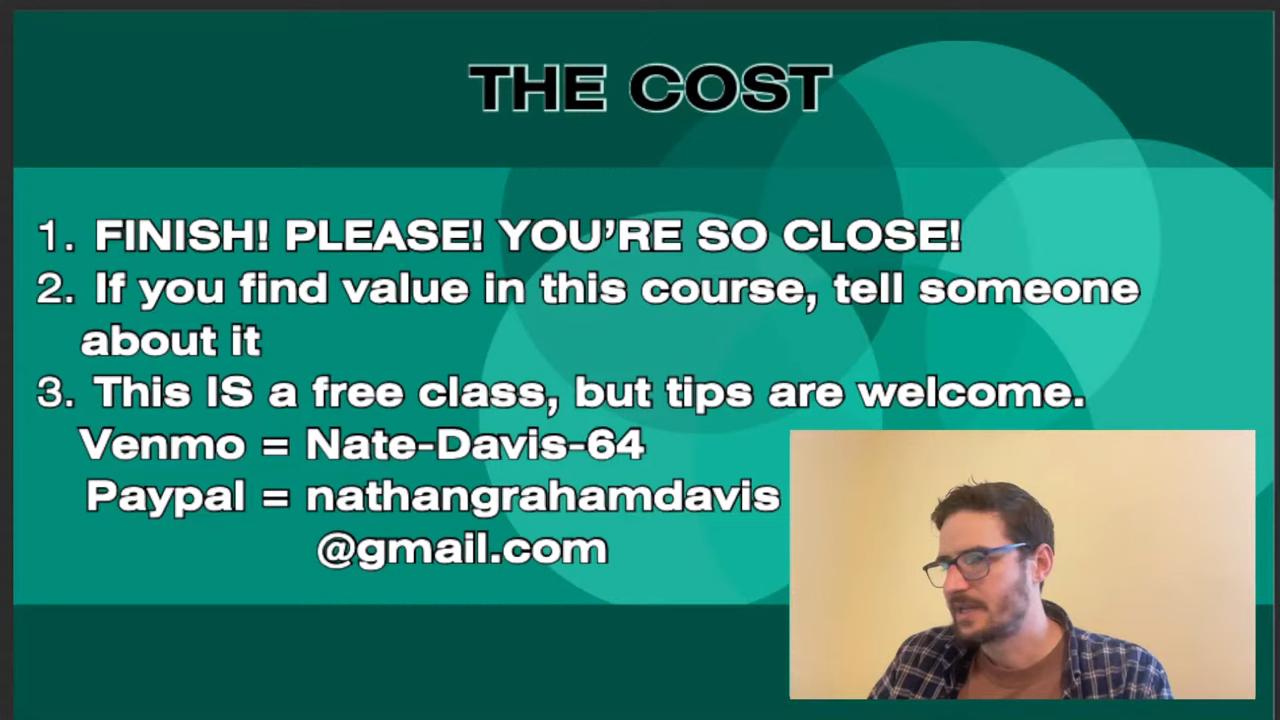 THE COST
1. FINISH! PLEASE! YOU’RE SO CLOSE!
2. If you find value in this course, tell someone
about it
3. This IS a free class, but tips are welcome.
Venmo = Nate-Davis-64
Paypal = nathangrahamdavis
@gmail.com